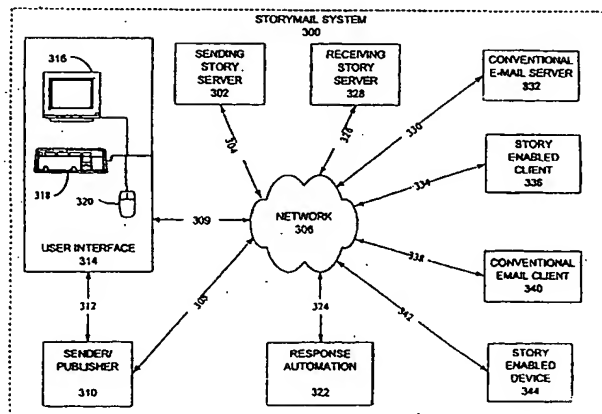 STORYMAIL SYSTEM
300
316
318
320
USER INTERFACE
314
SENDING
STORY
SERVER
302
RECEIVING
STORY
SERVER
328
CONVENTIONAL
E-MAIL SERVER
332
STORY
ENABLED
CLIENT
336
CONVENTIONAL
EMAIL CLIENT
340
STORY
ENABLED
DEVICE
344
NETWORK
306
304
326
330
334
338
342
324
309
312
SENDER/
PUBLISHER
310
RESPONSE
AUTOMATION
322